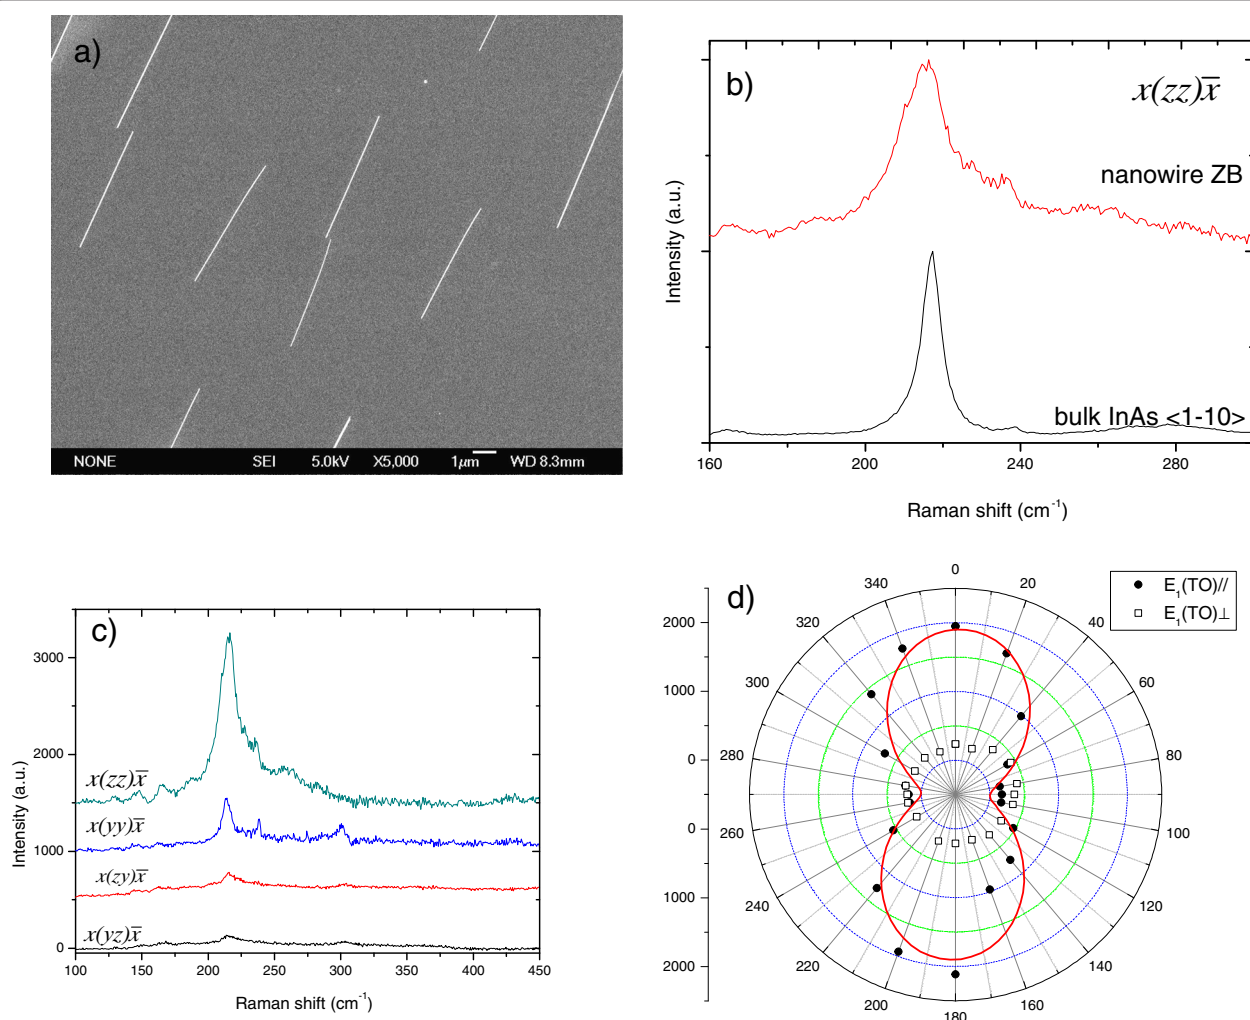 a)
NONE SEI 5.0kV X5,000 1μm WD 8.3mm
b)
x(zz)x̅
nanowire ZB
bulk InAs <1-10>
Intensity (a.u.)
160 200 240 280
Raman shift (cm⁻¹)
c)
3000
2000
1000
0
x(zz)x̅
x(yy)x̅
x(zy)x̅
x(yz)x̅
Intensity (a.u.)
100 150 200 250 300 350 400 450
Raman shift (cm⁻¹)
d)
E₁(TO)//
E₁(TO)⊥
2000
1000
0
0
1000
2000
0
20
40
60
80
100
120
140
160
180
200
220
240
260
280
300
320
340